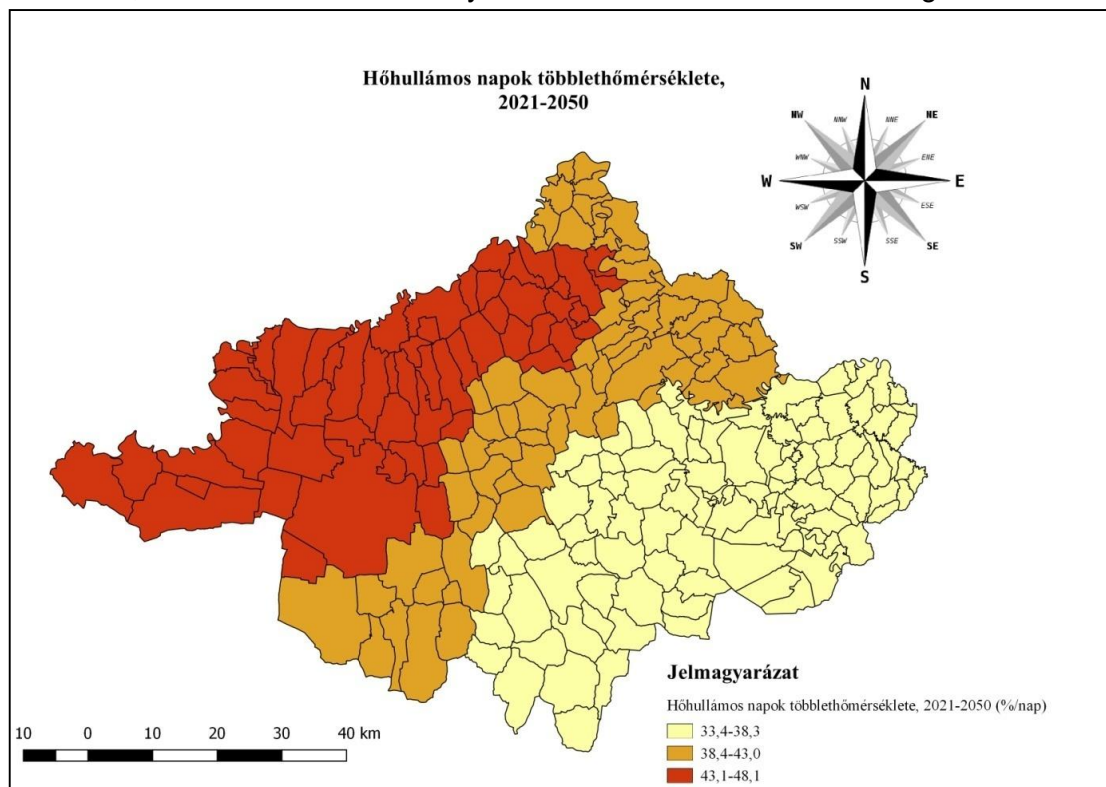 Hőhullámos napok többlethőmérséklete,
2021-2050
N
NNW
NNE
NW
NE
WNW
ENE
W
E
WSW
ESE
SW
SE
SSW
SSE
S
Jelmagyarázat
Hőhullámos napok többlethőmérséklete, 2021-2050 (%/nap)
33,4-38,3
38,4-43,0
43,1-48,1
10 0 10 20 30 40 km